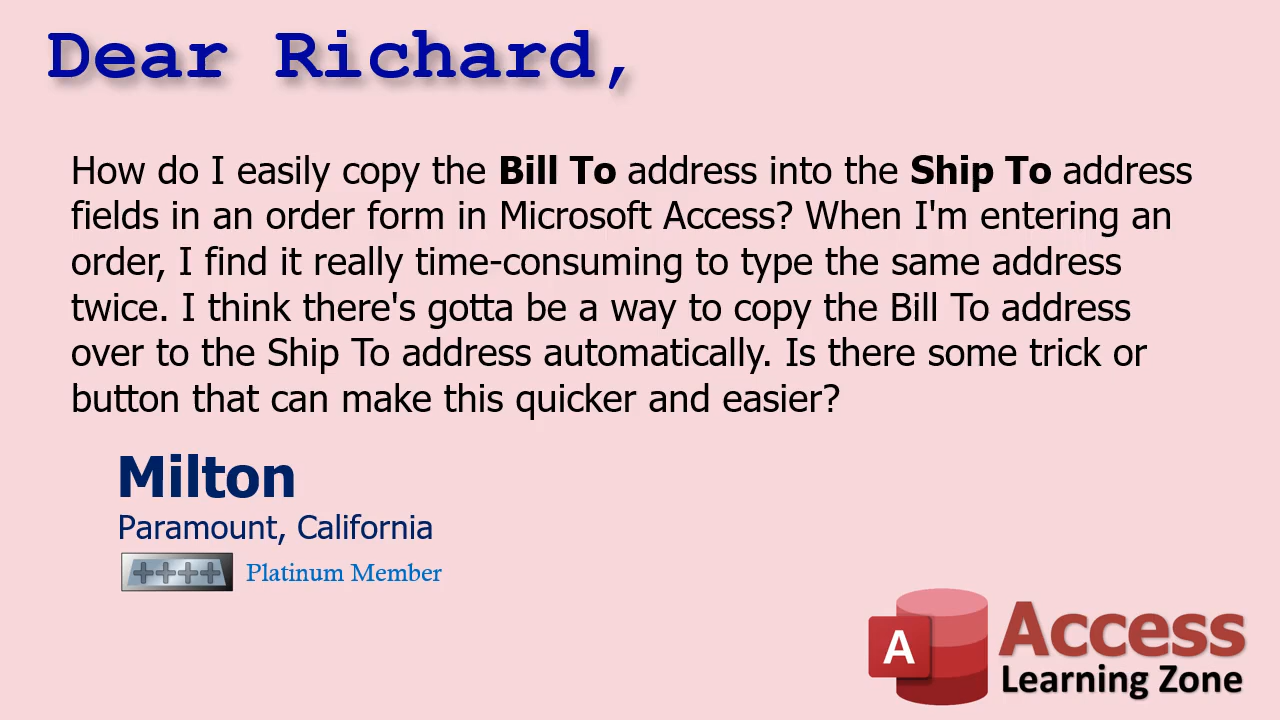 Dear Richard,
How do I easily copy the Bill To address into the Ship To address
fields in an order form in Microsoft Access? When I'm entering an
order, I find it really time-consuming to type the same address
twice. I think there's gotta be a way to copy the Bill To address
over to the Ship To address automatically. Is there some trick or
button that can make this quicker and easier?
Milton
Paramount, California
++++ Platinum Member
A Access
Learning Zone